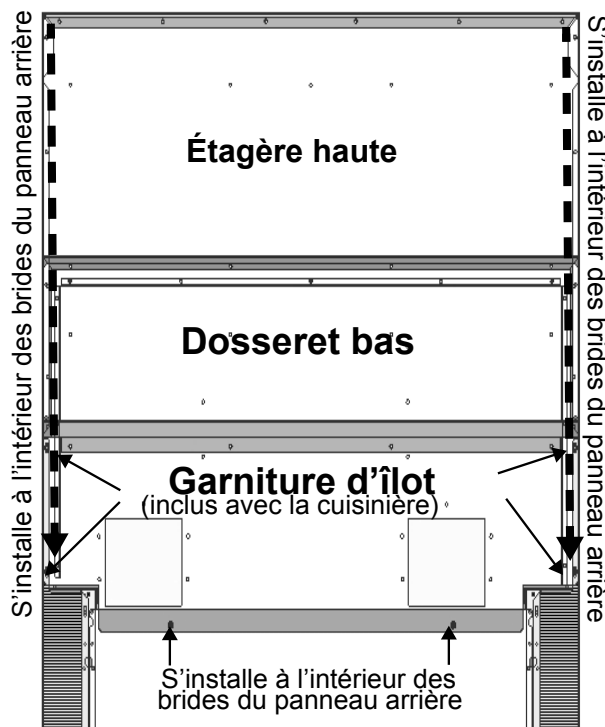 S'installe à l'intérieur des brides du panneau arrière
S'installe à l'intérieur des brides du panneau arrière
Étagère haute
Dosseret bas
Garniture d'îlot
(inclus avec la cuisinière)
S'installe à l'intérieur des
brides du panneau arrière